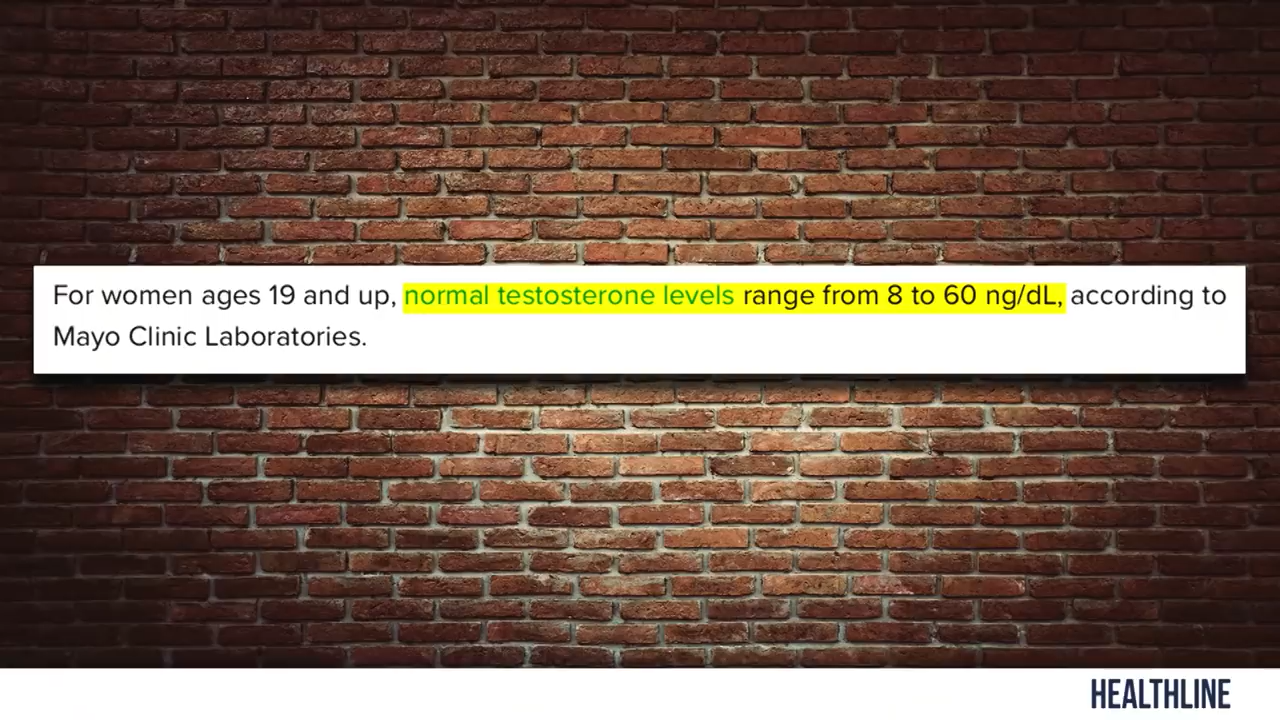 For women ages 19 and up, normal testosterone levels range from 8 to 60 ng/dL, according to
Mayo Clinic Laboratories.
HEALTHLINE